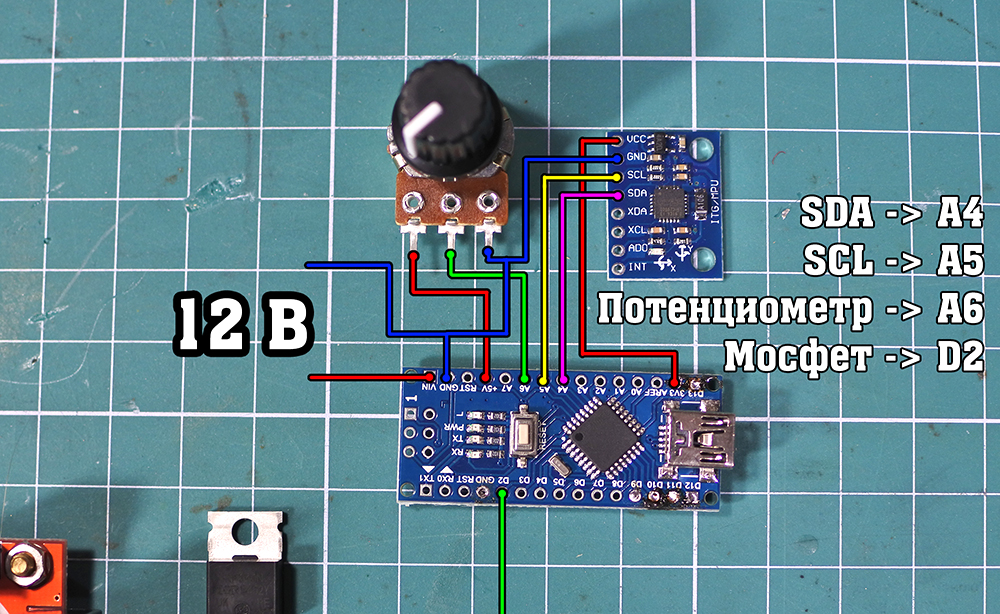 VCC
GND
SCL
SDA
XDA
XCL
ADO
INT
ITG/MPU
X
Y
SDA -> A4
SCL -> A5
12 В
Потенциометр -> A6
Мосфет -> D2
VIN GND RST +5V A7 A6 A5 A4 A3 A2 A1 A0 AREF 3V3 D13
1
L
PWR
TX
RX
RESET
TX1 RX0 RST GND D2 D3 D4 D5 D6 D7 D8 D9 D10 D11 D12